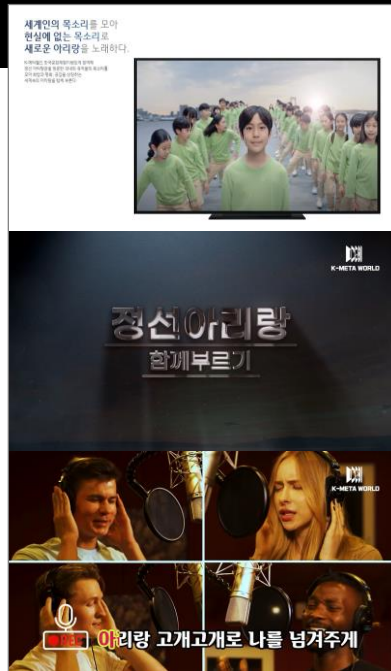 세계인의 목소리를 모아
현실에 없는 목소리로
새로운 아리랑을 노래하다.
K-META WORLD
정선아리랑
함께부르기
K-META WORLD
REC
아리랑 고개고개로 나를 넘겨주게